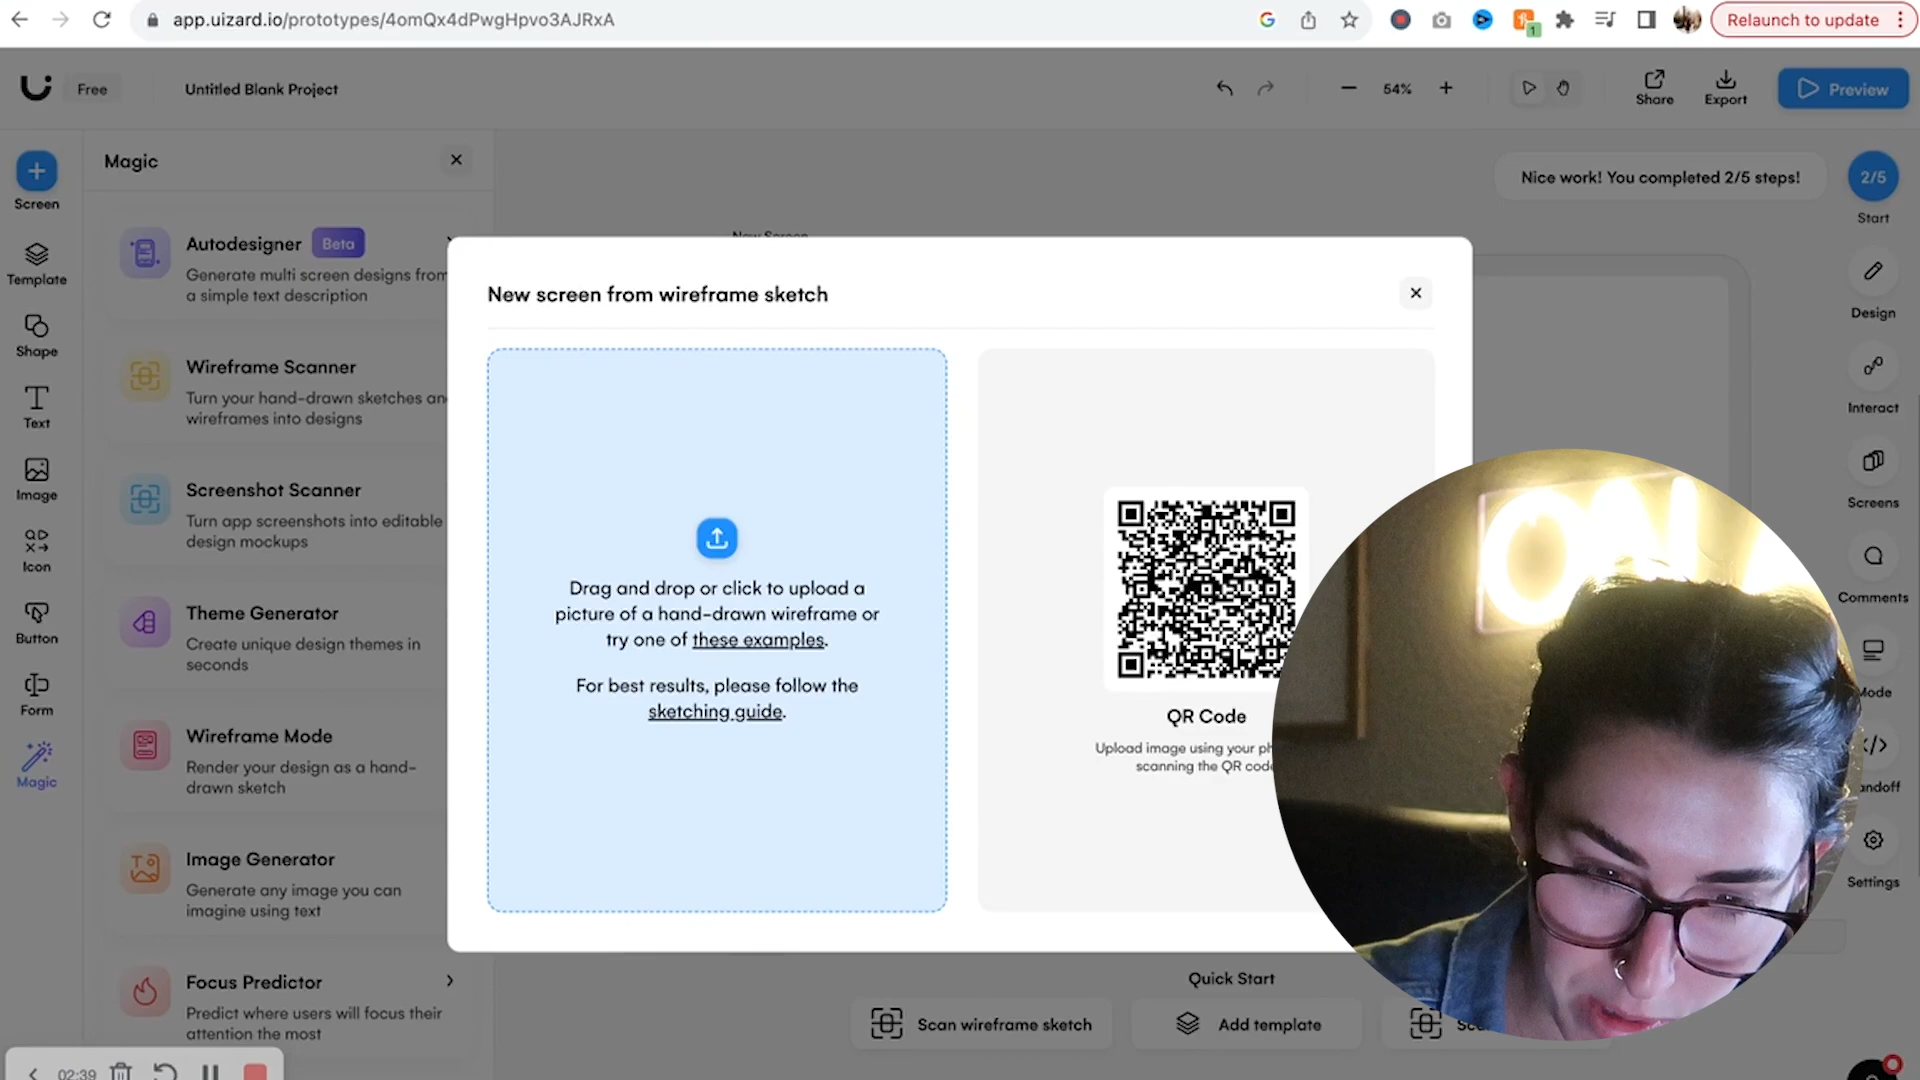 app.uizard.io/prototypes/4omQx4dPwgHpvo3AJRxA
1
Relaunch to update
Free
Untitled Blank Project
54%
Share
Export
Preview
Screen
Template
Shape
Text
Image
Icon
Button
Form
Magic
Magic
Autodesigner
Beta
Generate multi screen designs from
a simple text description
Wireframe Scanner
Turn your hand-drawn sketches and
wireframes into designs
Screenshot Scanner
Turn app screenshots into editable
design mockups
Theme Generator
Create unique design themes in
seconds
Wireframe Mode
Render your design as a hand-
drawn sketch
Image Generator
Generate any image you can
imagine using text
Focus Predictor
Predict where users will focus their
attention the most
02:39
New Screen
New screen from wireframe sketch
Drag and drop or click to upload a
picture of a hand-drawn wireframe or
try one of these examples.
For best results, please follow the
sketching guide.
QR Code
Upload image using your
scanning the QR code
Quick Start
Scan wireframe sketch
Add template
Nice work! You completed 2/5 steps!
2/5
Start
Design
Interact
Screens
Comments
Mode
Handoff
Settings